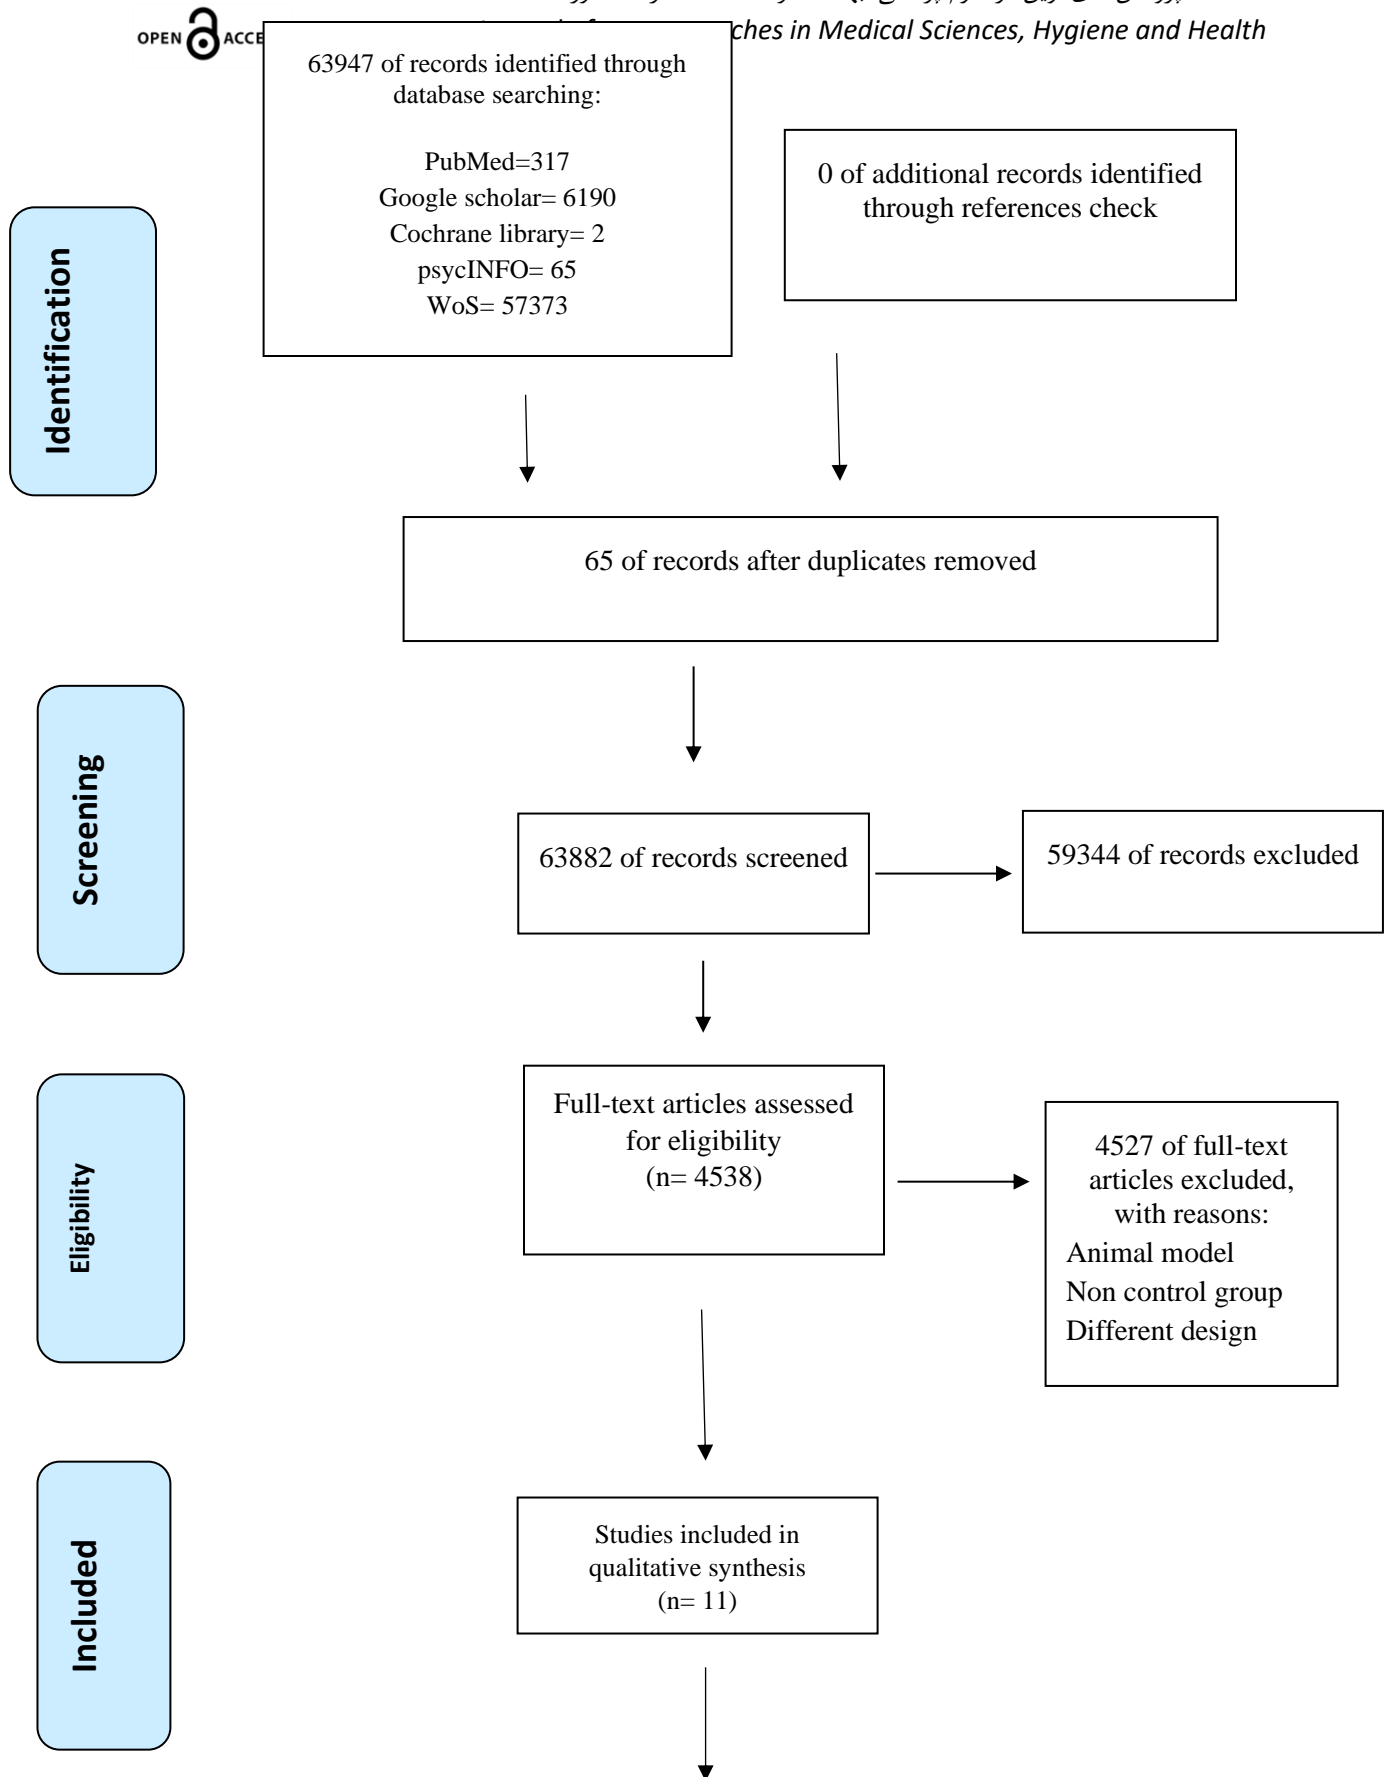 OPEN ACCE
ches in Medical Sciences, Hygiene and Health
63947 of records identified through
database searching:
PubMed=317
Google scholar= 6190
Cochrane library= 2
psycINFO= 65
WoS= 57373
0 of additional records identified
through references check
Identification
65 of records after duplicates removed
Screening
63882 of records screened
59344 of records excluded
Eligibility
Full-text articles assessed
for eligibility
(n= 4538)
4527 of full-text
articles excluded,
with reasons:
Animal model
Non control group
Different design
Included
Studies included in
qualitative synthesis
(n= 11)